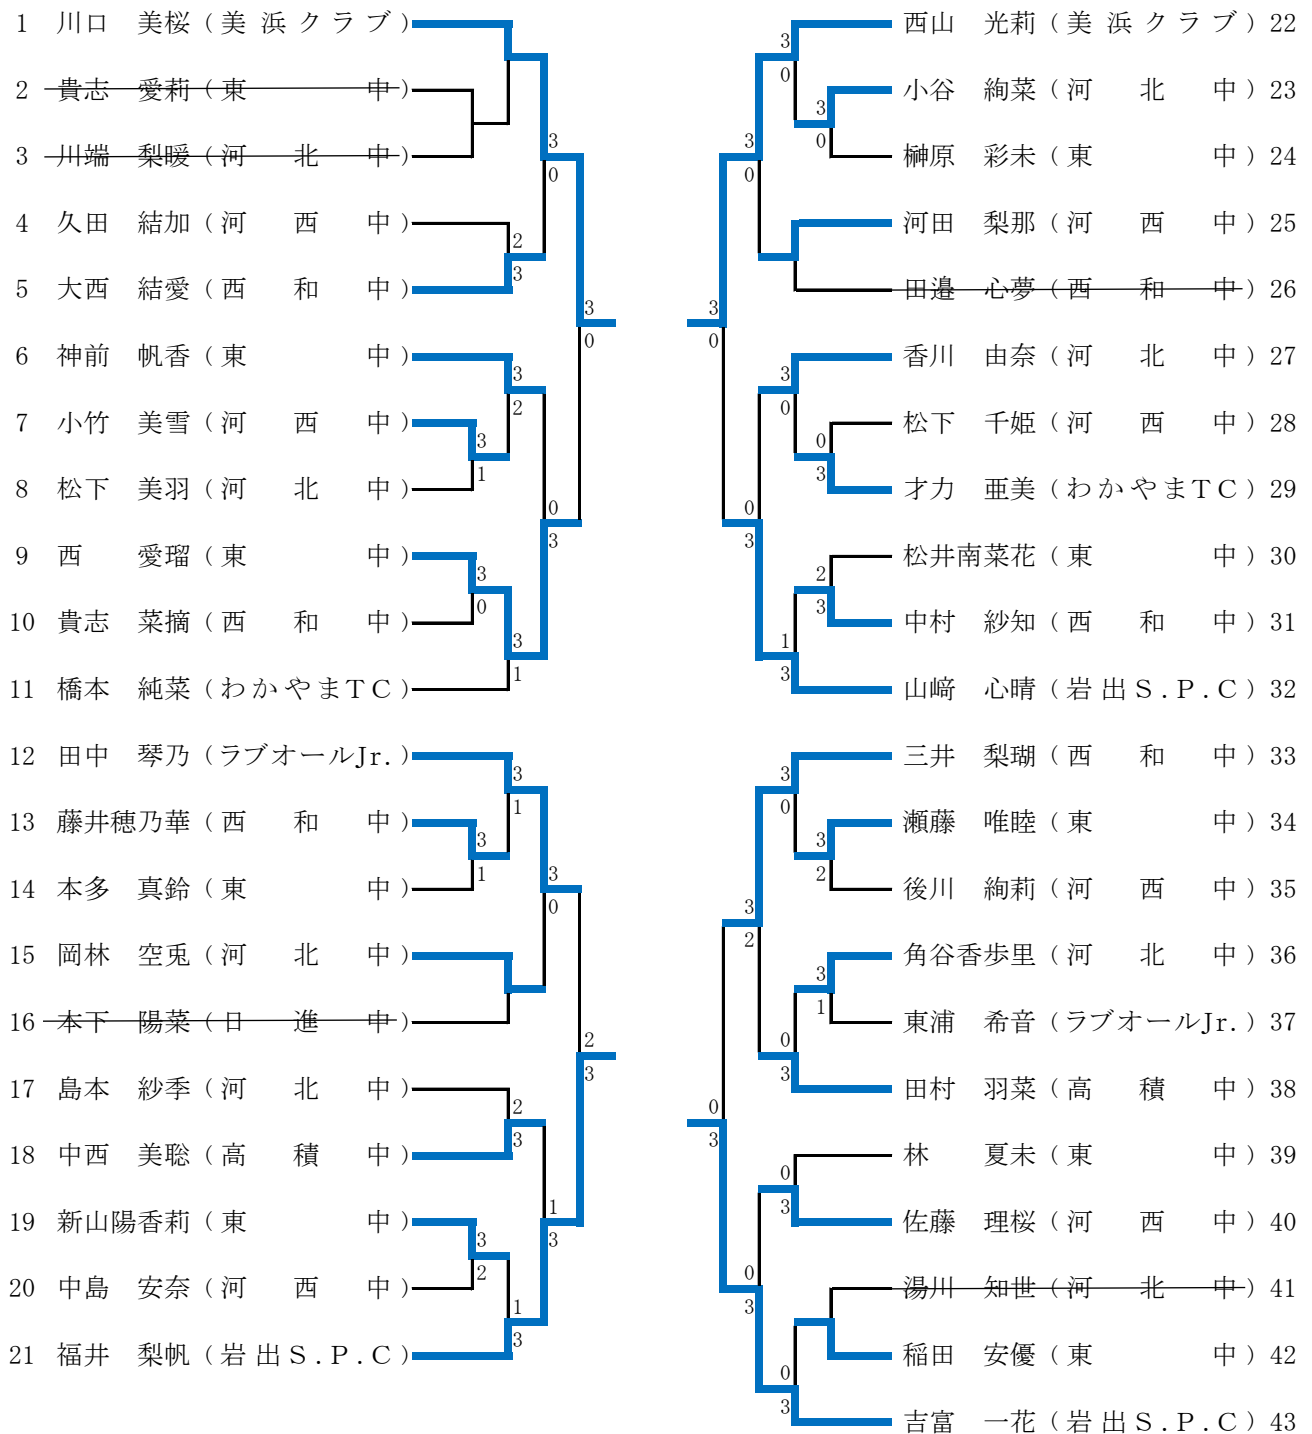 1 川口 美桜（美浜クラブ）
2 貴志 愛莉（東 中）
3 川端 梨暖（河北中）
3
0
4 久田 結加（河西中）
2
3
5 大西 結愛（西和中）
3
0
6 神前 帆香（東 中）
3
2
7 小竹 美雪（河西中）
3
1
8 松下 美羽（河北中）
0
3
9 西 愛瑠（東 中）
3
0
10 貴志 菜摘（西和中）
3
1
11 橋本 純菜（わかやまTC）
12 田中 琴乃（ラブオールJr.）
3
1
13 藤井穂乃華（西和中）
3
1
14 本多 真鈴（東 中）
3
0
15 岡林 空兎（河北中）
16 本下 陽菜（日進中）
2
3
17 島本 紗季（河北中）
2
3
18 中西 美聡（高積中）
1
3
19 新山陽香莉（東 中）
3
2
20 中島 安奈（河西中）
1
3
21 福井 梨帆（岩出S.P.C）
西山 光莉（美浜クラブ）22
3
0
小谷 絢菜（河北中）23
3
0
榊原 彩未（東 中）24
3
0
河田 梨那（河西中）25
田邉 心夢（西和中）26
3
0
香川 由奈（河北中）27
3
0
松下 千姫（河西中）28
0
3
才力 亜美（わかやまTC）29
0
3
松井南菜花（東 中）30
2
3
中村 紗知（西和中）31
1
3
山﨑 心晴（岩出S.P.C）32
三井 梨瑚（西和中）33
3
0
瀬藤 唯睦（東 中）34
3
2
後川 絢莉（河西中）35
3
2
角谷香歩里（河北中）36
3
1
東浦 希音（ラブオールJr.）37
0
3
田村 羽菜（高積中）38
0
3
林 夏未（東 中）39
0
3
佐藤 理桜（河西中）40
0
3
湯川 知世（河北中）41
稲田 安優（東 中）42
0
3
吉富 一花（岩出S.P.C）43